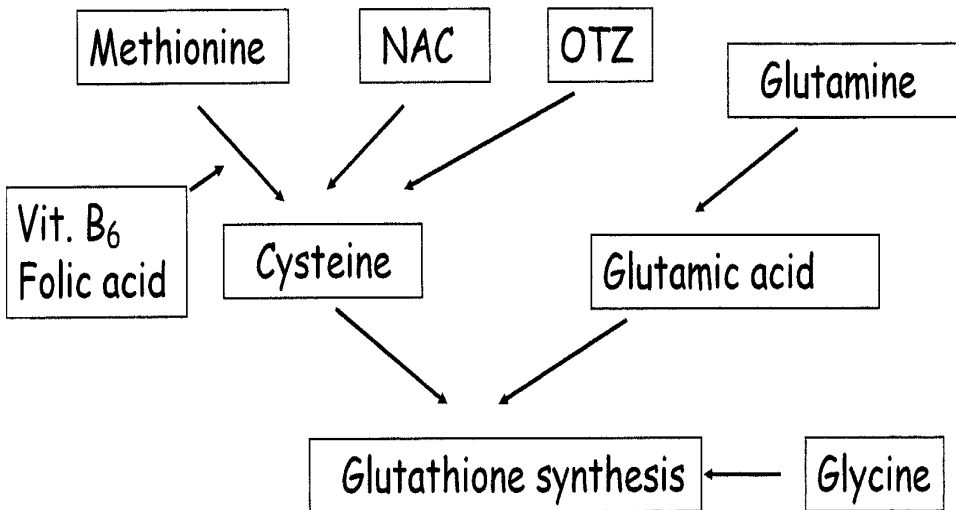 Methionine
NAC
OTZ
Glutamine
Vit. B₆
Folic acid
Cysteine
Glutamic acid
Glutathione synthesis
Glycine